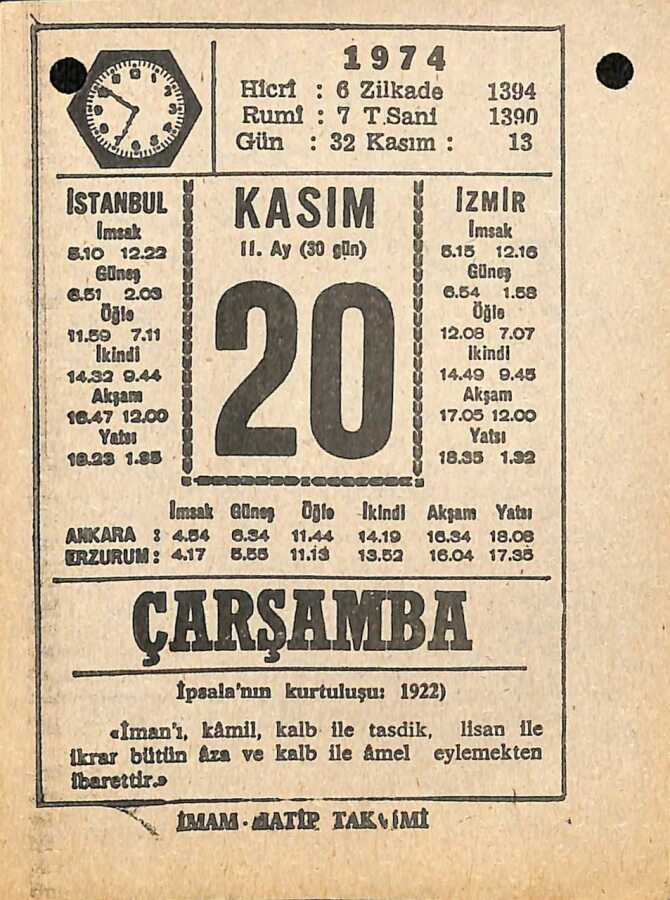 1974
Hicrî : 6 Zilkade 1394
Rumî : 7 T.Sani 1390
Gün : 32 Kasım : 13
İSTANBUL
İmsak
5.10 12.22
Güneş
6.51 2.03
Öğle
11.59 7.11
İkindi
14.32 9.44
Akşam
16.47 12.00
Yatsı
18.23 1.35
KASIM
11. Ay (30 gün)
20
İZMİR
İmsak
5.15 12.16
Güneş
6.54 1.58
Öğle
12.08 7.07
İkindi
14.49 9.45
Akşam
17.05 12.00
Yatsı
18.35 1.32
İmsak Güneş Öğle İkindi Akşam Yatsı
ANKARA : 4.54 6.34 11.44 14.19 16.34 18.08
ERZURUM : 4.17 5.55 11.13 13.52 16.04 17.35
ÇARŞAMBA
İpsala'nın kurtuluşu: 1922)
«İman'ı, kâmil, kalb ile tasdik, lisan ile
ikrar bütün âza ve kalb ile âmel eylemekten
ibarettir.»
İMAM-HATİP TAKVİMİ